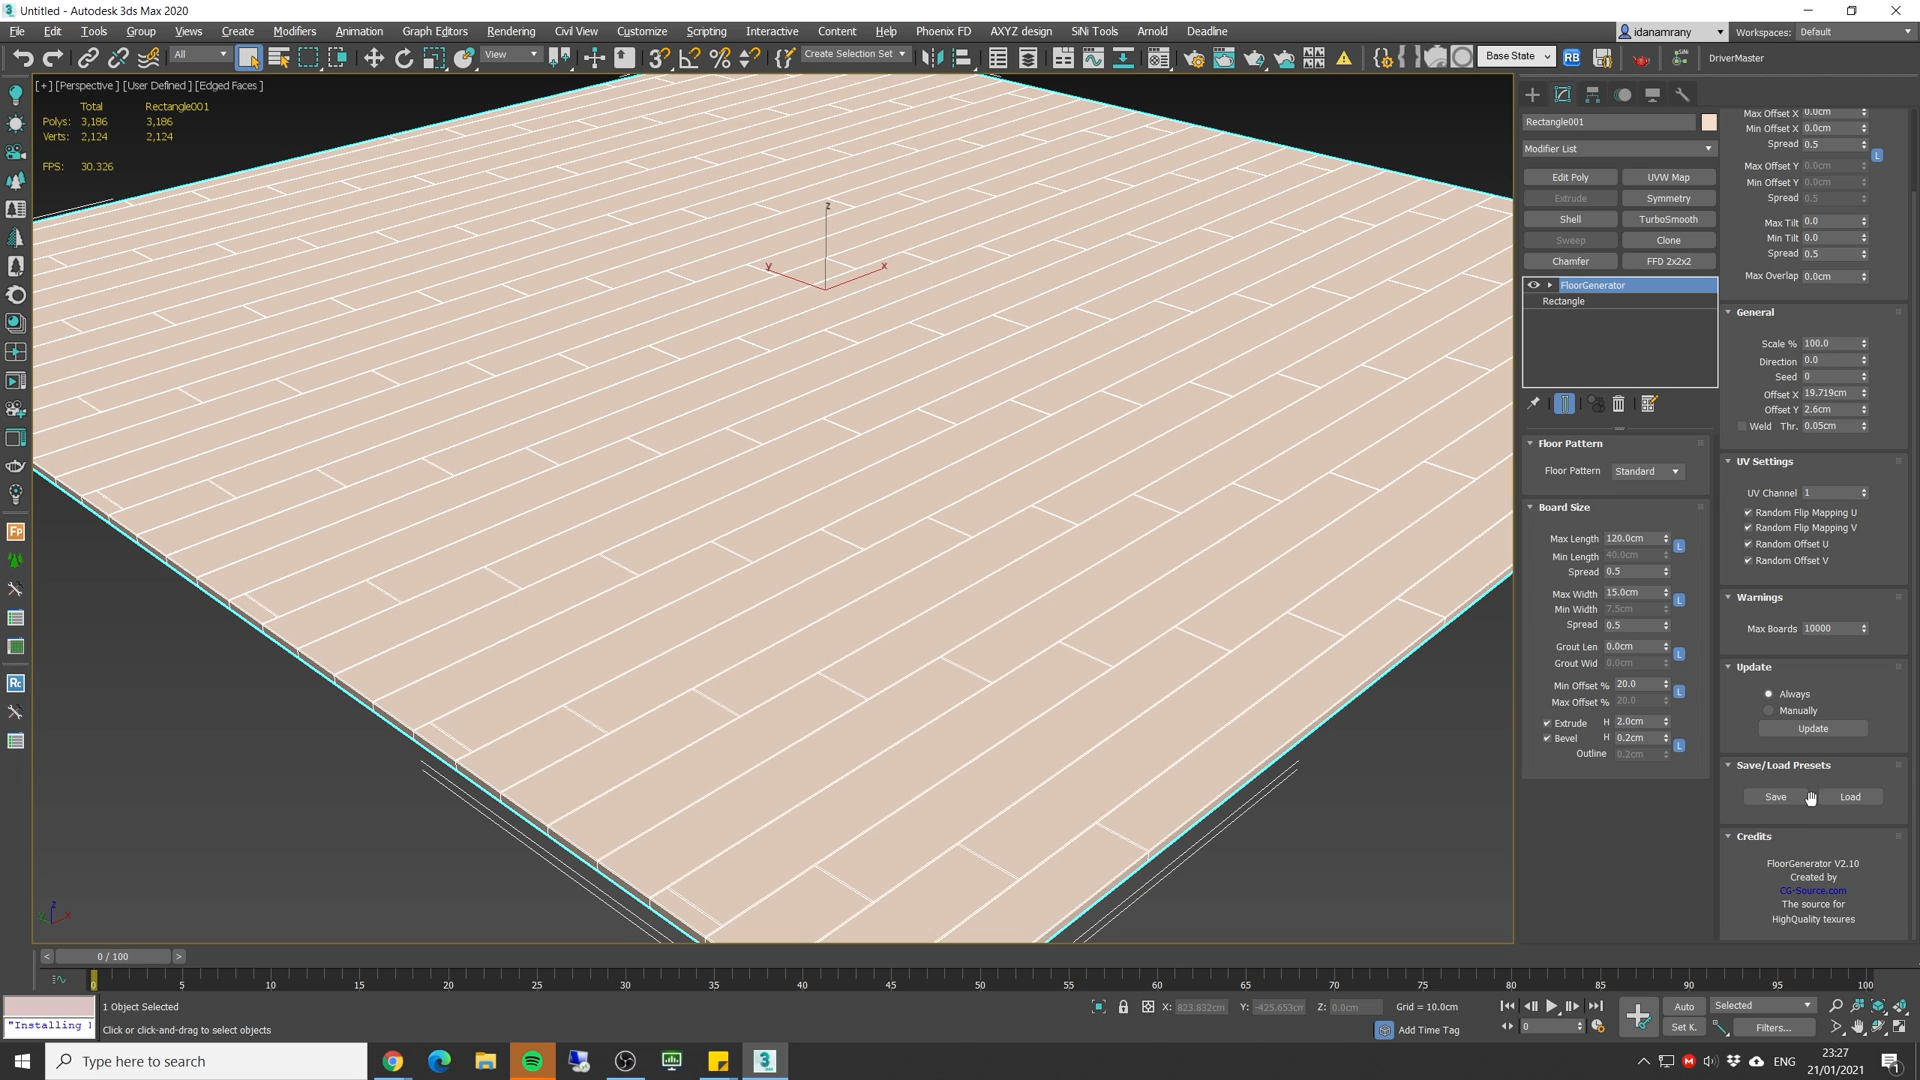 Untitled - Autodesk 3ds Max 2020
File Edit Tools Group Views Create Modifiers Animation Graph Editors Rendering Civil View Customize Scripting Interactive Content Help Phoenix FD AXYZ design SiNi Tools Arnold Deadline
idanamrany Workspaces: Default
All View Create Selection Set Base State RB DriverMaster
[+] [Perspective] [User Defined] [Edged Faces]
Total Rectangle001
Polys: 3,186 3,186
Verts: 2,124 2,124
FPS: 30.326
z
y x
Rectangle001
Modifier List
Edit Poly UVW Map
Extrude Symmetry
Shell TurboSmooth
Sweep Clone
Chamfer FFD 2x2x2
FloorGenerator
Rectangle
Floor Pattern
Floor Pattern Standard
Board Size
Max Length 120.0cm L
Min Length 40.0cm
Spread 0.5
Max Width 15.0cm L
Min Width 7.5cm
Spread 0.5
Grout Len 0.0cm L
Grout Wid 0.0cm
Min Offset % 20.0 L
Max Offset % 20.0
Extrude H 2.0cm
Bevel H 0.2cm L
Outline 0.2cm
Max Offset X 0.0cm
Min Offset X 0.0cm
Spread 0.5 L
Max Offset Y 0.0cm
Min Offset Y 0.0cm
Spread 0.5
Max Tilt 0.0
Min Tilt 0.0
Spread 0.5
Max Overlap 0.0cm
General
Scale % 100.0
Direction 0.0
Seed 0
Offset X 19.719cm
Offset Y 2.6cm
Weld Thr. 0.05cm
UV Settings
UV Channel 1
Random Flip Mapping U
Random Flip Mapping V
Random Offset U
Random Offset V
Warnings
Max Boards 10000
Update
Always
Manually
Update
Save/Load Presets
Save Load
Credits
FloorGenerator V2.10
Created by
CG-Source.com
The source for
HighQuality texures
Fp
Rc
z
x
< 0 / 100 >
0 5 10 15 20 25 30 35 40 45 50 55 60 65 70 75 80 85 90 95 100
1 Object Selected X: 823.832cm Y: -425.653cm Z: 0.0cm Grid = 10.0cm Auto Selected
"Installing Click or click-and-drag to select objects Add Time Tag 0 Set K. Filters...
Type here to search
3
MAX
ENG 23:27
21/01/2021
1